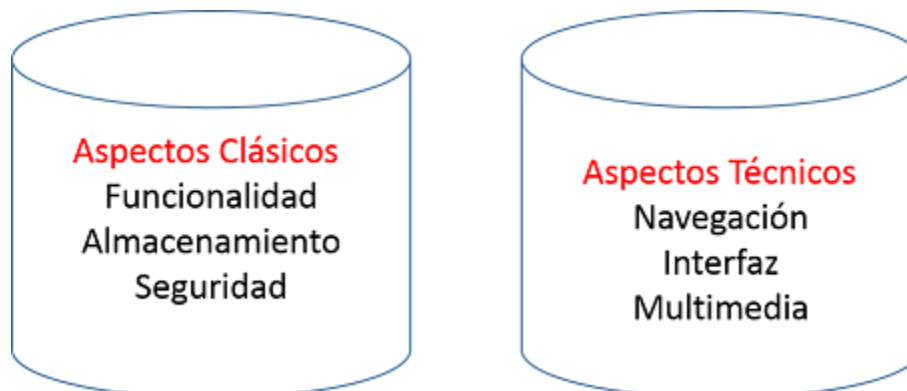 Aspectos Clásicos
Funcionalidad
Almacenamiento
Seguridad
Aspectos Técnicos
Navegación
Interfaz
Multimedia